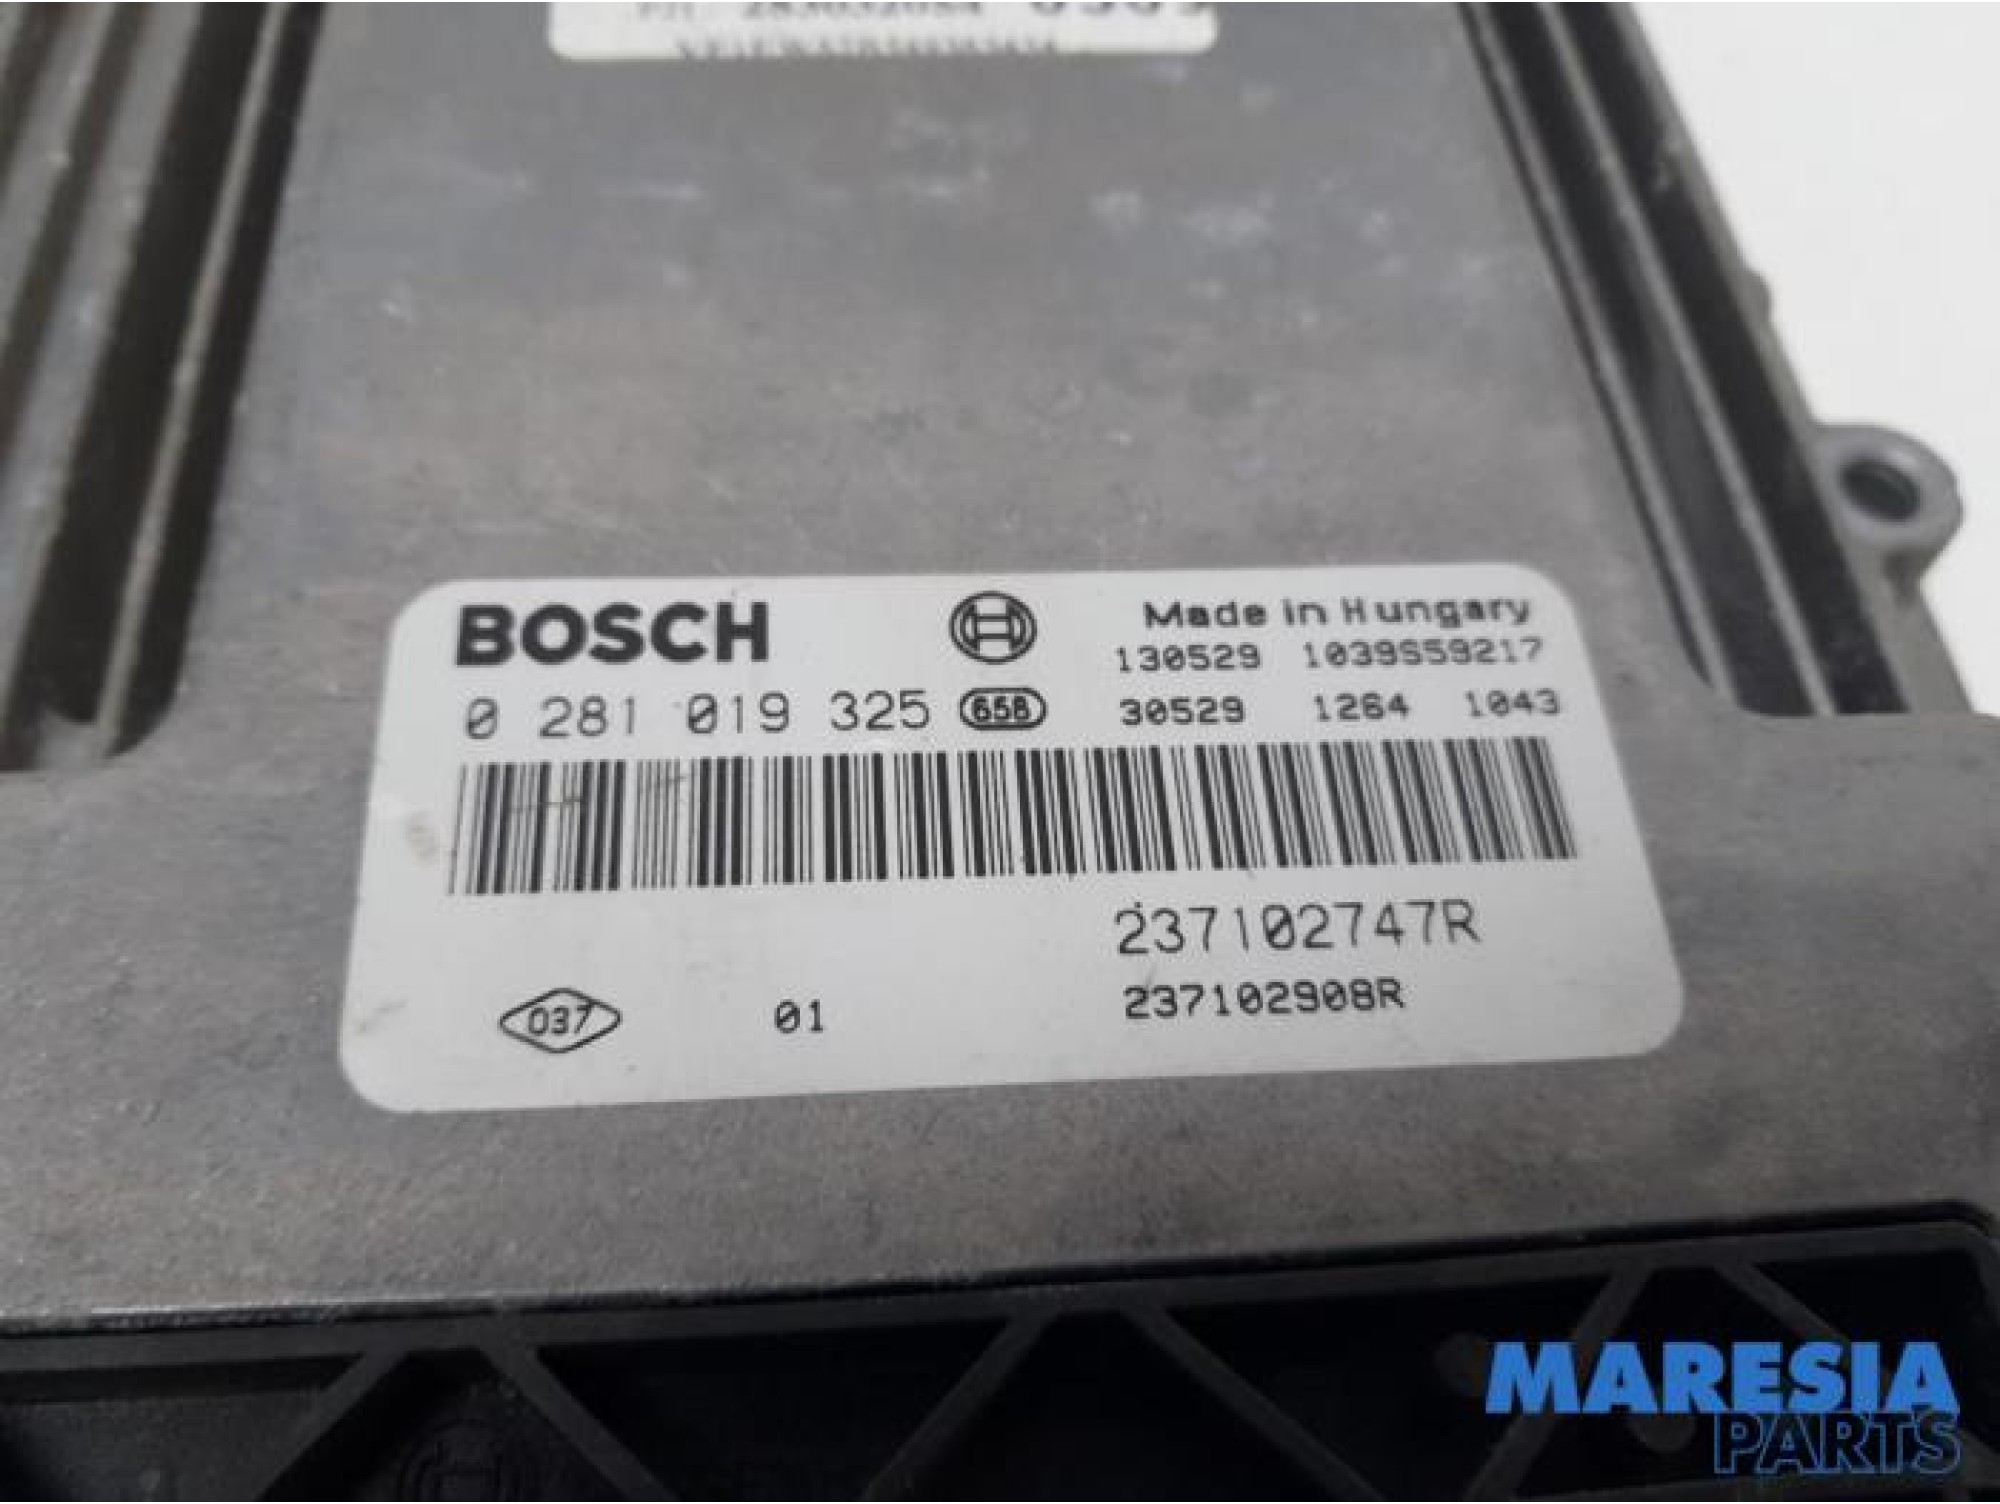 BOSCH
Made in Hungary
130529 1039S59217
0 281 019 325 658 30529 1264 1043
237102747R
037 01 237102908R
MARESIA
PARTS